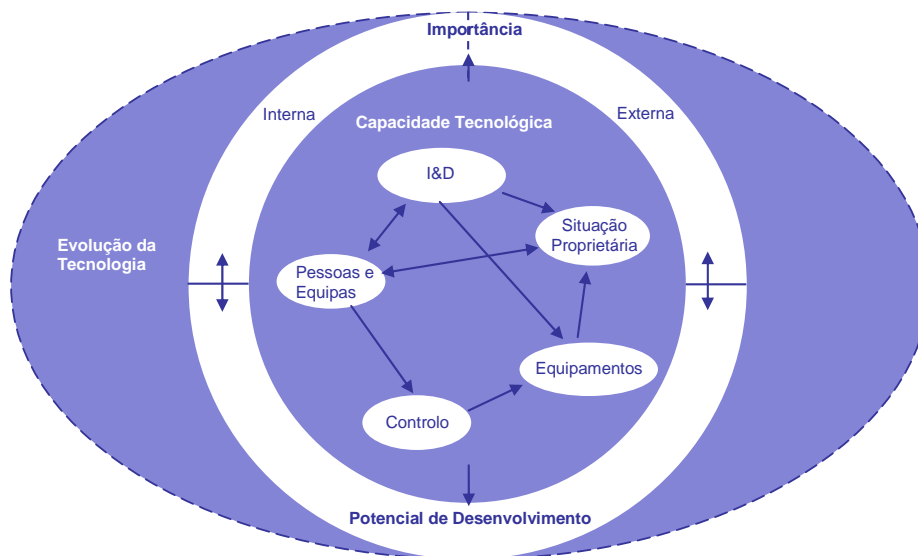 Importância
Interna
Externa
Capacidade Tecnológica
I&D
Situação
Proprietária
Evolução da
Tecnologia
Pessoas e
Equipas
Equipamentos
Controlo
Potencial de Desenvolvimento